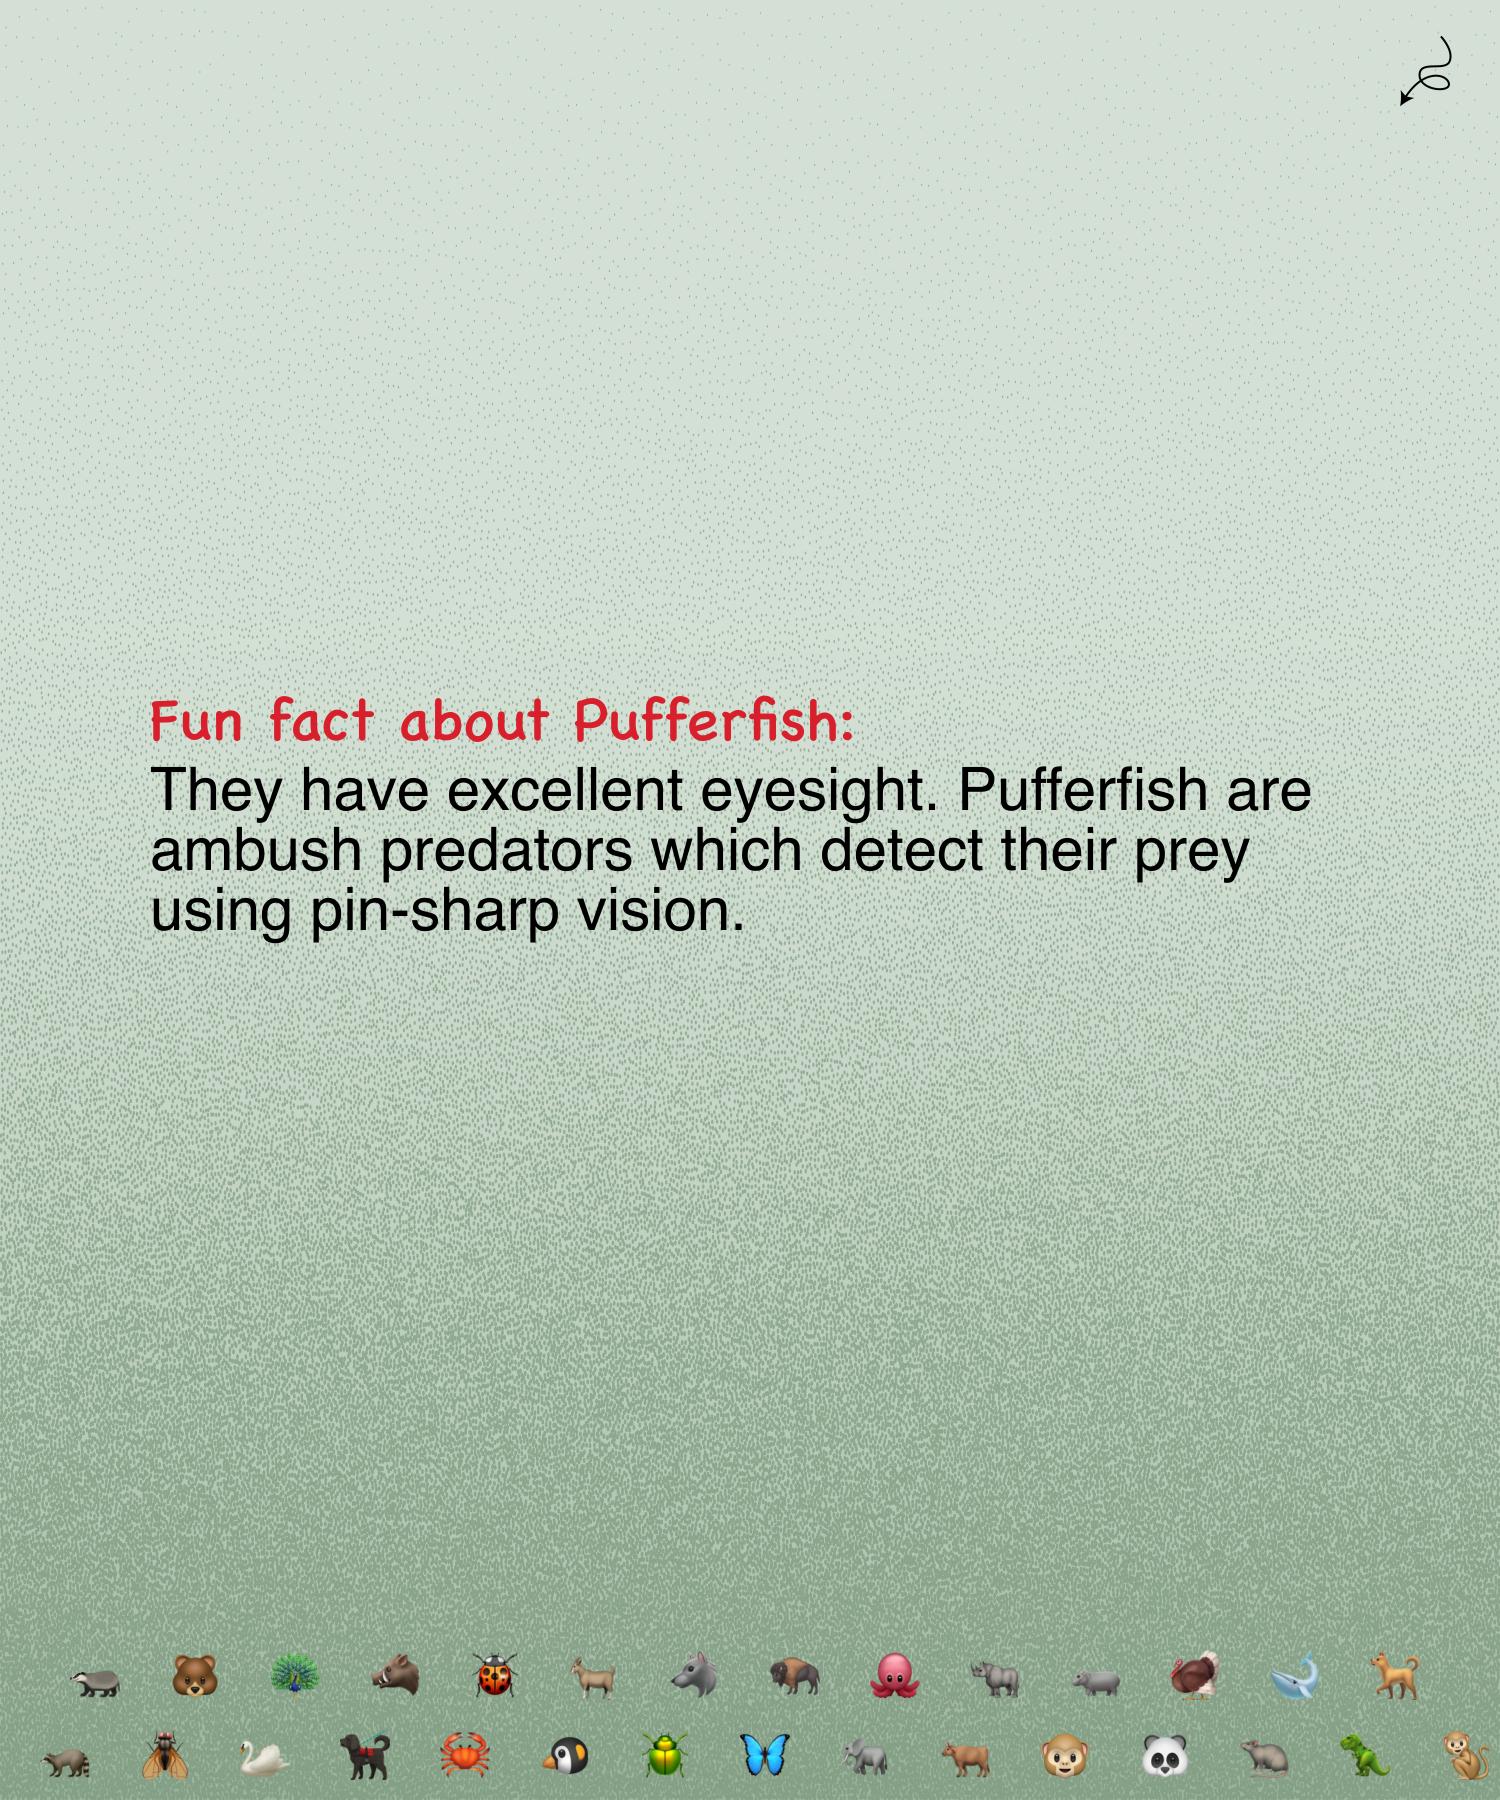 Fun fact about Pufferfish:
They have excellent eyesight. Pufferfish are
ambush predators which detect their prey
using pin-sharp vision.